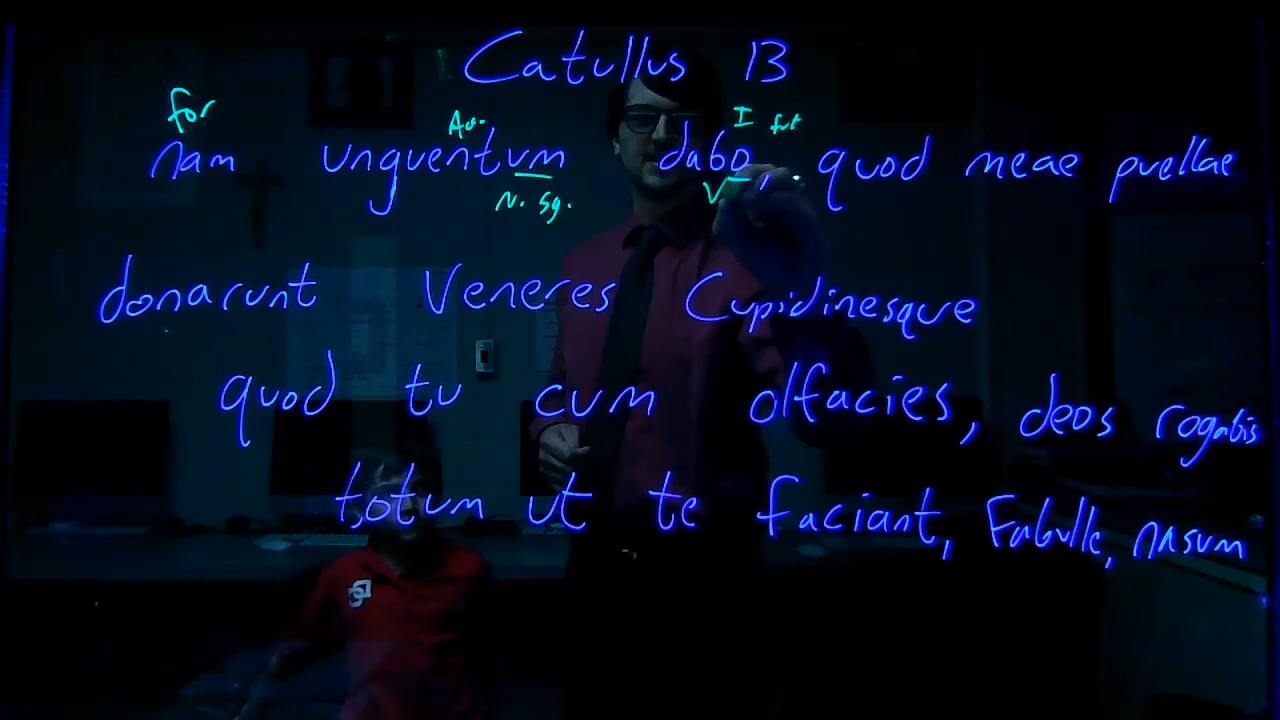 Catullus 13
for Acc. I fut
nam unguentum dabo, quod meae puellae
N. Sg. V
donarunt Veneres Cupidinesque
quod tu cum olfacies, deos rogabis
totum ut te faciant, Fabulle, nasum